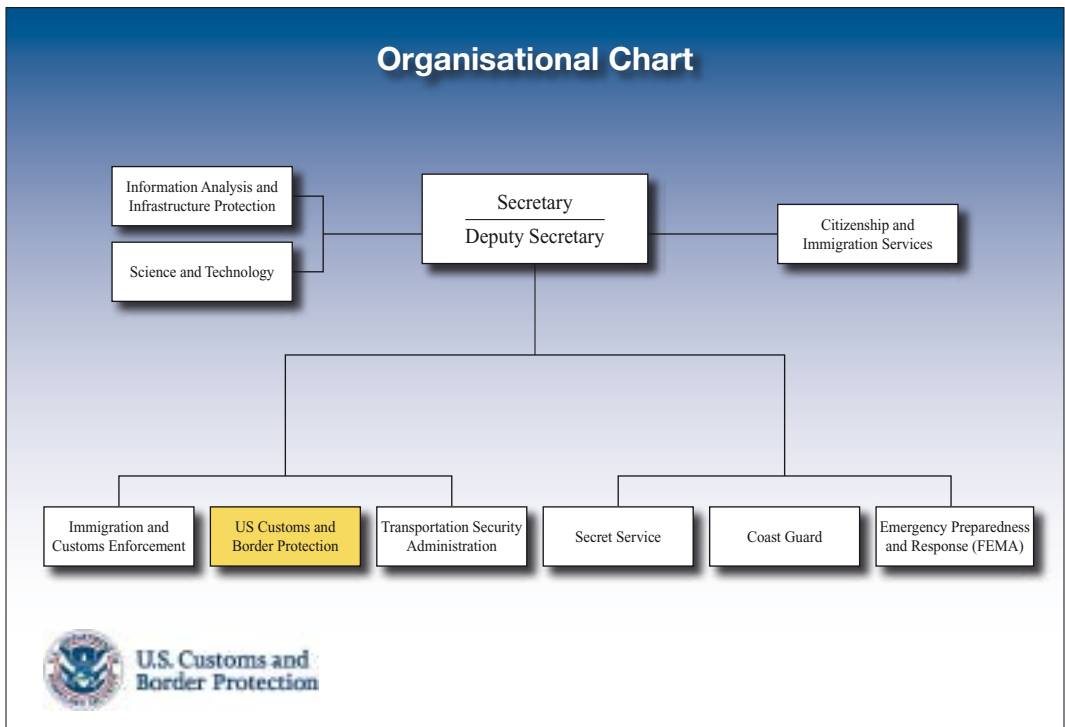 Organisational Chart
Information Analysis and
Infrastructure Protection
Science and Technology
Secretary
Deputy Secretary
Citizenship and
Immigration Services
Immigration and
Customs Enforcement
US Customs and
Border Protection
Transportation Security
Administration
Secret Service
Coast Guard
Emergency Preparedness
and Response (FEMA)
U.S. Customs and
Border Protection